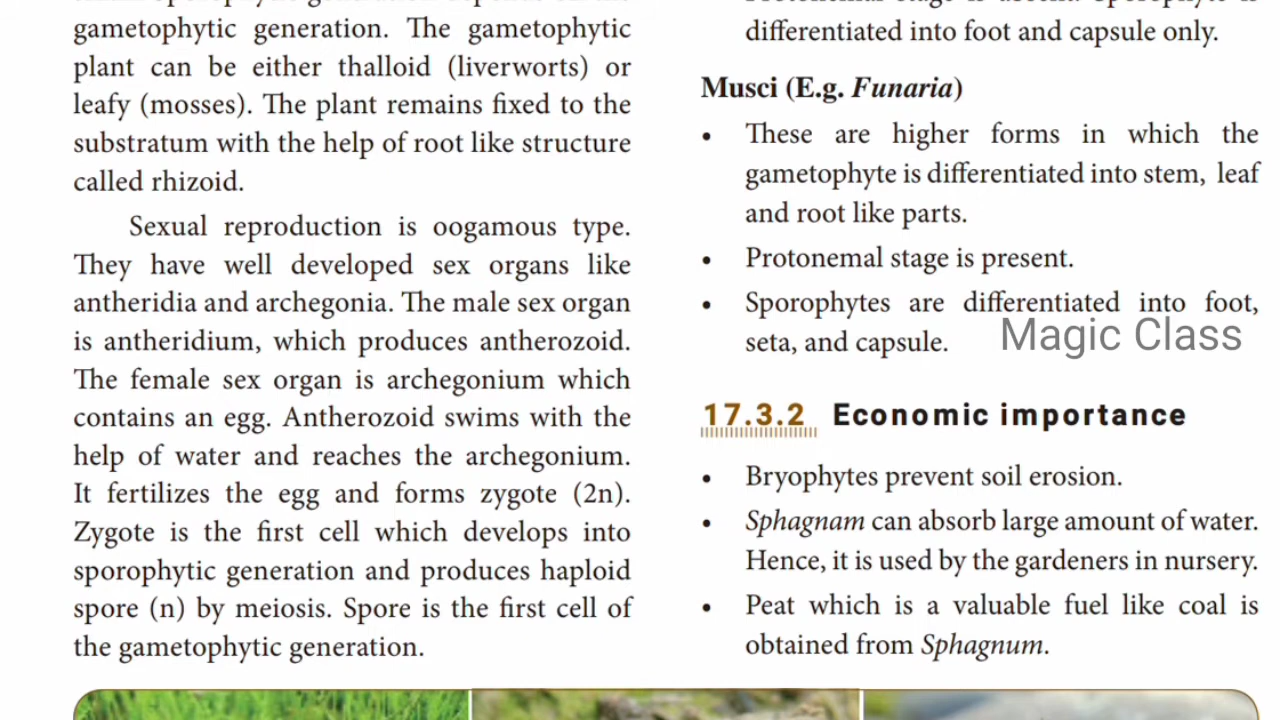 gametophytic generation. The gametophytic
plant can be either thalloid (liverworts) or
leafy (mosses). The plant remains fixed to the
substratum with the help of root like structure
called rhizoid.
Sexual reproduction is oogamous type.
They have well developed sex organs like
antheridia and archegonia. The male sex organ
is antheridium, which produces antherozoid.
The female sex organ is archegonium which
contains an egg. Antherozoid swims with the
help of water and reaches the archegonium.
It fertilizes the egg and forms zygote (2n).
Zygote is the first cell which develops into
sporophytic generation and produces haploid
spore (n) by meiosis. Spore is the first cell of
the gametophytic generation.
differentiated into foot and capsule only.
Musci (E.g. Funaria)
• These are higher forms in which the
gametophyte is differentiated into stem, leaf
and root like parts.
• Protonemal stage is present.
• Sporophytes are differentiated into foot,
seta, and capsule.
Magic Class
17.3.2 Economic importance
• Bryophytes prevent soil erosion.
• Sphagnam can absorb large amount of water.
Hence, it is used by the gardeners in nursery.
• Peat which is a valuable fuel like coal is
obtained from Sphagnum.